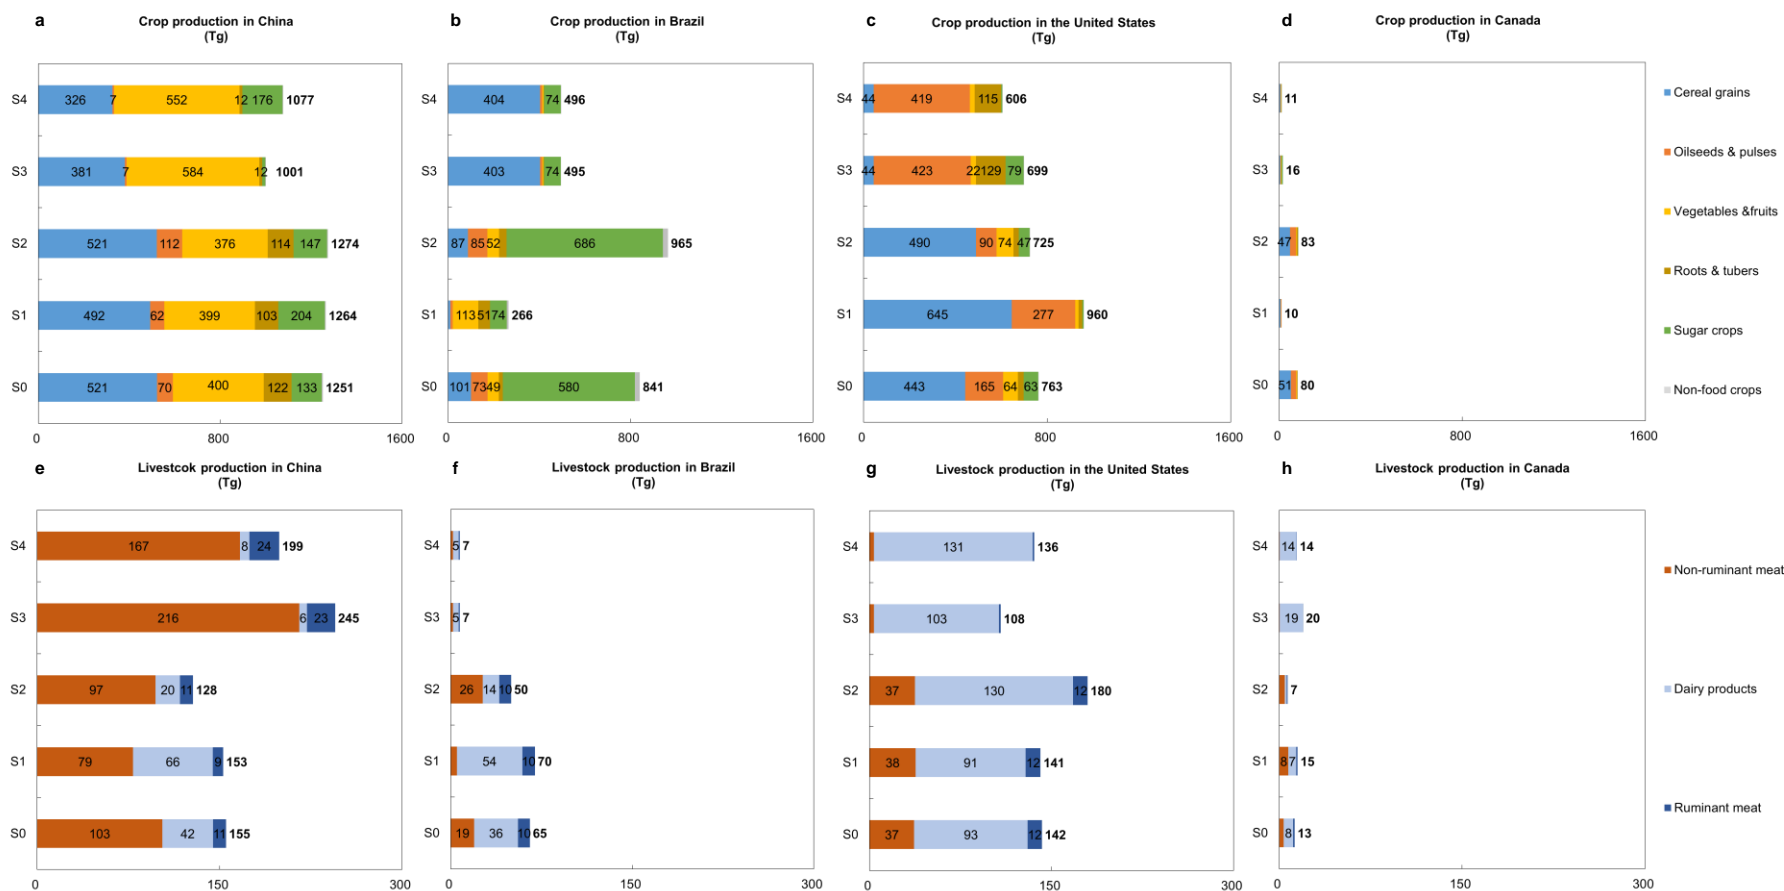 a Crop production in China
(Tg)
S4 326 7 552 12 176 1077
S3 381 7 584 12 1001
S2 521 112 376 114 147 1274
S1 492 62 399 103 204 1264
S0 521 70 400 122 133 1251
0 800 1600
b Crop production in Brazil
(Tg)
S4 404 74 496
S3 403 74 495
S2 87 85 52 686 965
S1 113 51 74 266
S0 101 73 49 580 841
0 800 1600
c Crop production in the United States
(Tg)
S4 44 419 115 606
S3 44 423 22 129 79 699
S2 490 90 74 47 725
S1 645 277 960
S0 443 165 64 63 763
0 800 1600
d Crop production in Canada
(Tg)
S4 11
S3 16
S2 47 83
S1 10
S0 51 80
0 800 1600
Cereal grains
Oilseeds & pulses
Vegetables &fruits
Roots & tubers
Sugar crops
Non-food crops
e Livestcok production in China
(Tg)
S4 167 8 24 199
S3 216 6 23 245
S2 97 20 11 128
S1 79 66 9 153
S0 103 42 11 155
0 150 300
f Livestock production in Brazil
(Tg)
S4 5 7
S3 5 7
S2 26 14 10 50
S1 54 10 70
S0 19 36 10 65
0 150 300
g Livestock production in the United States
(Tg)
S4 131 136
S3 103 108
S2 37 130 12 180
S1 38 91 12 141
S0 37 93 12 142
0 150 300
h Livestock production in Canada
(Tg)
S4 14 14
S3 19 20
S2 7
S1 8 7 15
S0 8 13
0 150 300
Non-ruminant meat
Dairy products
Ruminant meat